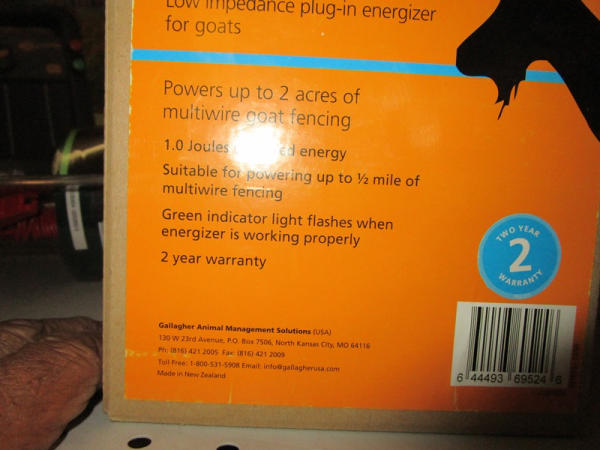 Low impedance plug-in energizer
for goats
Powers up to 2 acres of
multiwire goat fencing
1.0 Joules energy
Suitable for powering up to ½ mile of
multiwire fencing
Green indicator light flashes when
energizer is working properly
2 year warranty
TWO YEAR
2
WARRANTY
Gallagher Animal Management Solutions (USA)
130 W 23rd Avenue, P.O. Box 7506, North Kansas City, MO 64116
Ph: (816) 421 2005 Fax: (816) 421 2009
Toll Free: 1-800-531-5908 Email: info@gallagherusa.com
Made in New Zealand
6 44493 69524 6